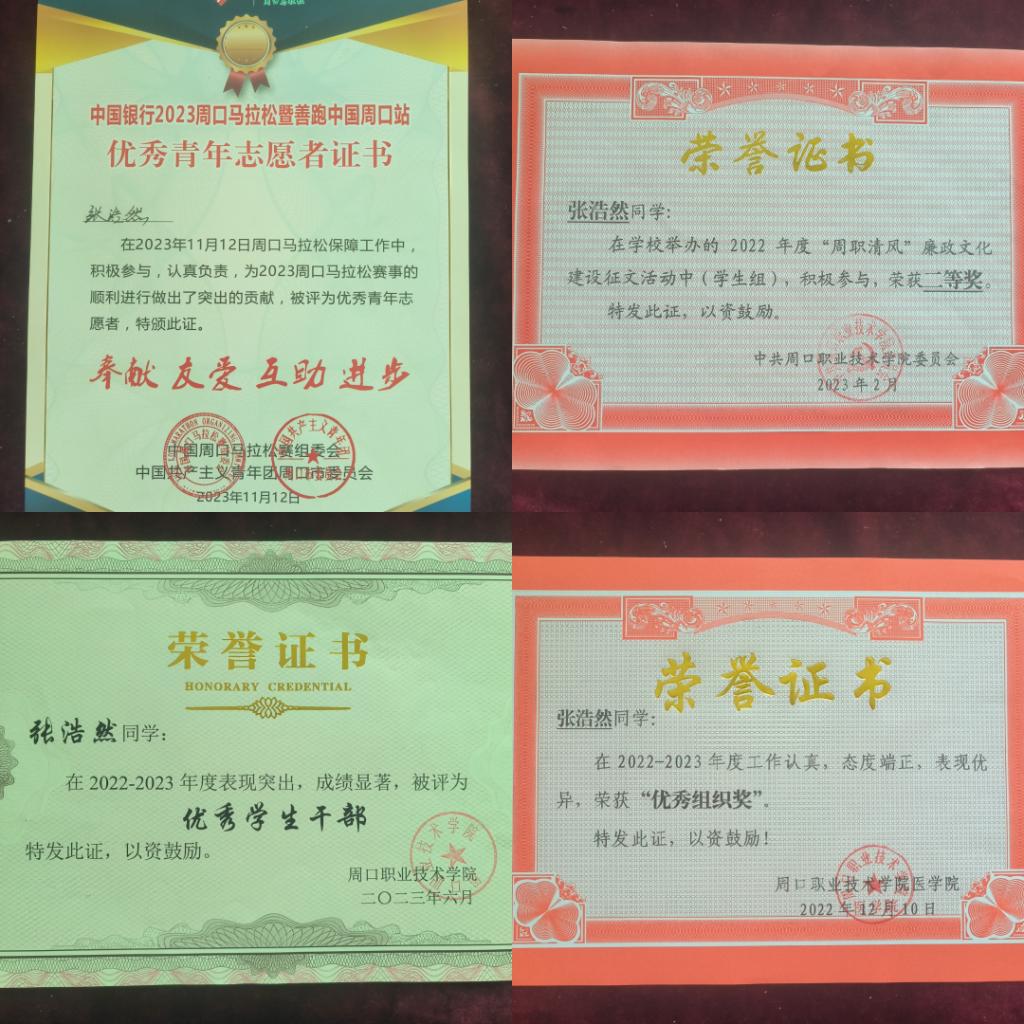 中国银行2023周口马拉松暨善跑中国周口站
优秀青年志愿者证书
张浩然
在2023年11月12日周口马拉松保障工作中，
积极参与，认真负责，为2023周口马拉松赛事的
顺利进行做出了突出的贡献，被评为优秀青年志
愿者，特颁此证。
奉献 友爱 互助 进步
中国周口马拉松赛组委会
中国共产主义青年团周口市委员会
2023年11月12日
荣誉证书
张浩然同学：
在学校举办的 2022 年度“周职清风”廉政文化
建设征文活动中（学生组），积极参与，荣获二等奖。
特发此证，以资鼓励。
中共周口职业技术学院委员会
2023 年 2 月
荣誉证书
HONORARY CREDENTIAL
张浩然同学：
在 2022-2023 年度表现突出，成绩显著，被评为
优秀学生干部
特发此证，以资鼓励。
周口职业技术学院
二〇二三年六月
荣誉证书
张浩然同学：
在 2022-2023 年度工作认真，态度端正，表现优
异，荣获“优秀组织奖”。
特发此证，以资鼓励！
周口职业技术学院医学院
2022 年 12 月 10 日